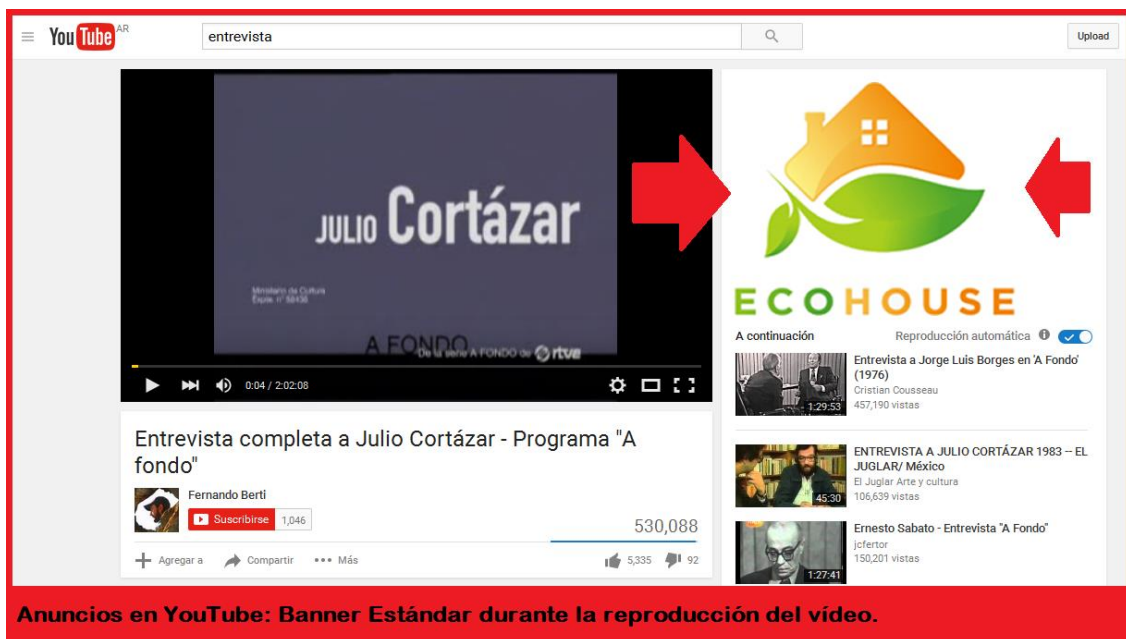 YouTube AR
entrevista
Upload
JULIO Cortázar
Ministerio de Cultura
Expte. nº 58438
A FONDO
De la serie A FONDO de rtve
0:04 / 2:02:08
ECOHOUSE
A continuación
Reproducción automática
Entrevista a Jorge Luis Borges en 'A Fondo'
(1976)
Cristian Cousseau
457,190 vistas
1:29:53
ENTREVISTA A JULIO CORTÁZAR 1983 -- EL
JUGLAR/ México
El Juglar Arte y cultura
106,639 vistas
45:30
Ernesto Sabato - Entrevista "A Fondo"
jcfertor
150,201 vistas
1:27:41
Entrevista completa a Julio Cortázar - Programa "A
fondo"
Fernando Berti
Suscribirse 1,046
530,088
Agregar a Compartir Más
5,335 92
Anuncios en YouTube: Banner Estándar durante la reproducción del vídeo.